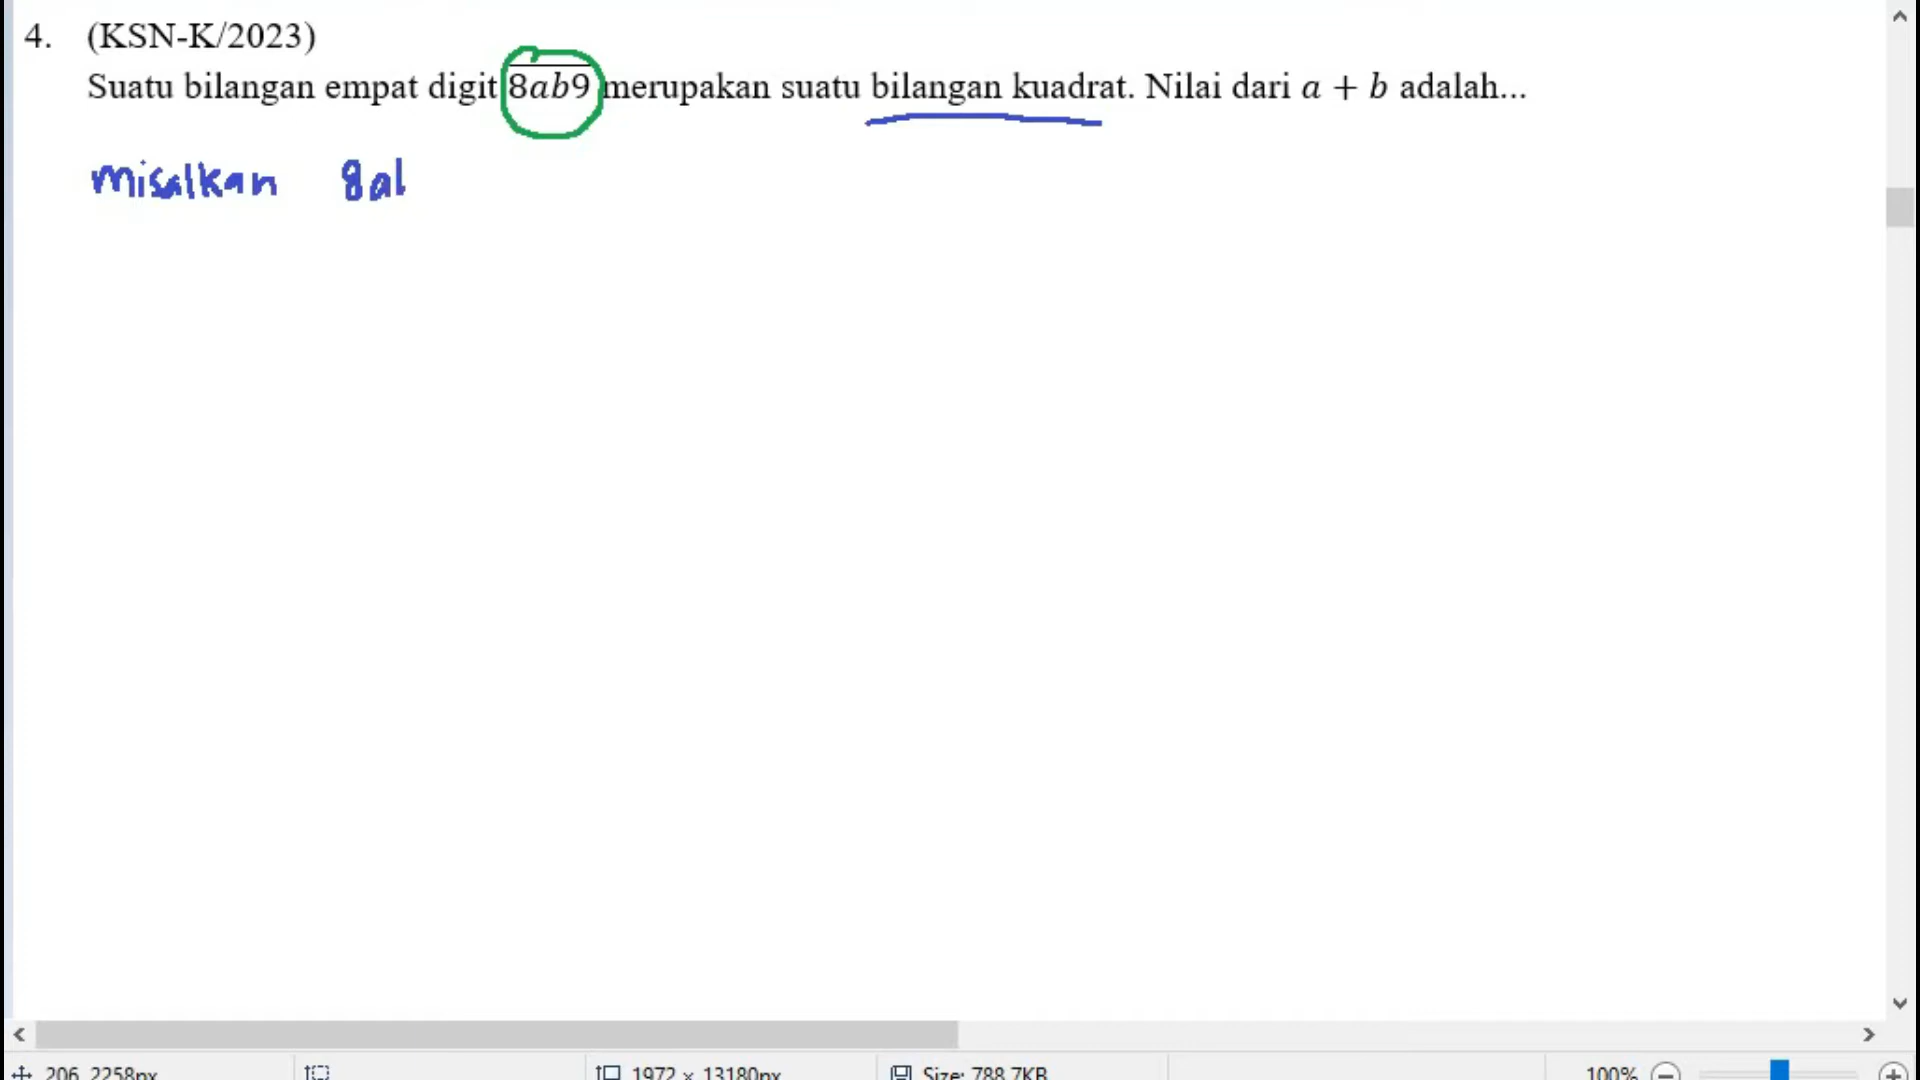 4. (KSN-K/2023)
Suatu bilangan empat digit 8ab9 merupakan suatu bilangan kuadrat. Nilai dari a + b adalah...
misalkan 8al
206, 2258px 1972 × 13180px Size: 788.7KB 100%